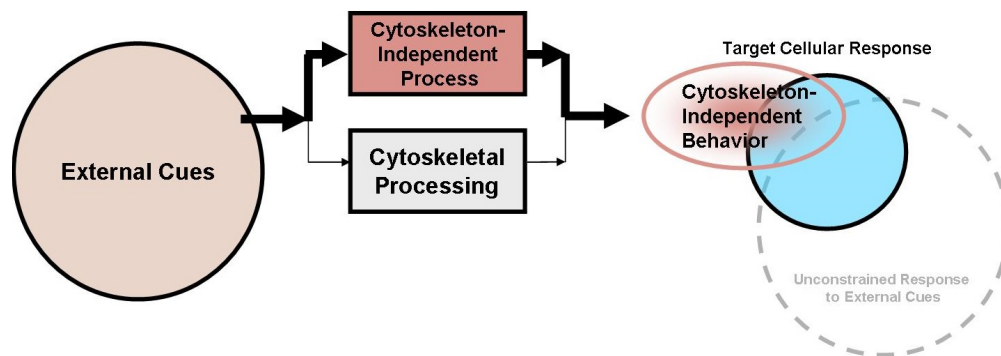 External Cues
Cytoskeleton-
Independent
Process
Cytoskeletal
Processing
Target Cellular Response
Cytoskeleton-
Independent
Behavior
Unconstrained Response
to External Cues